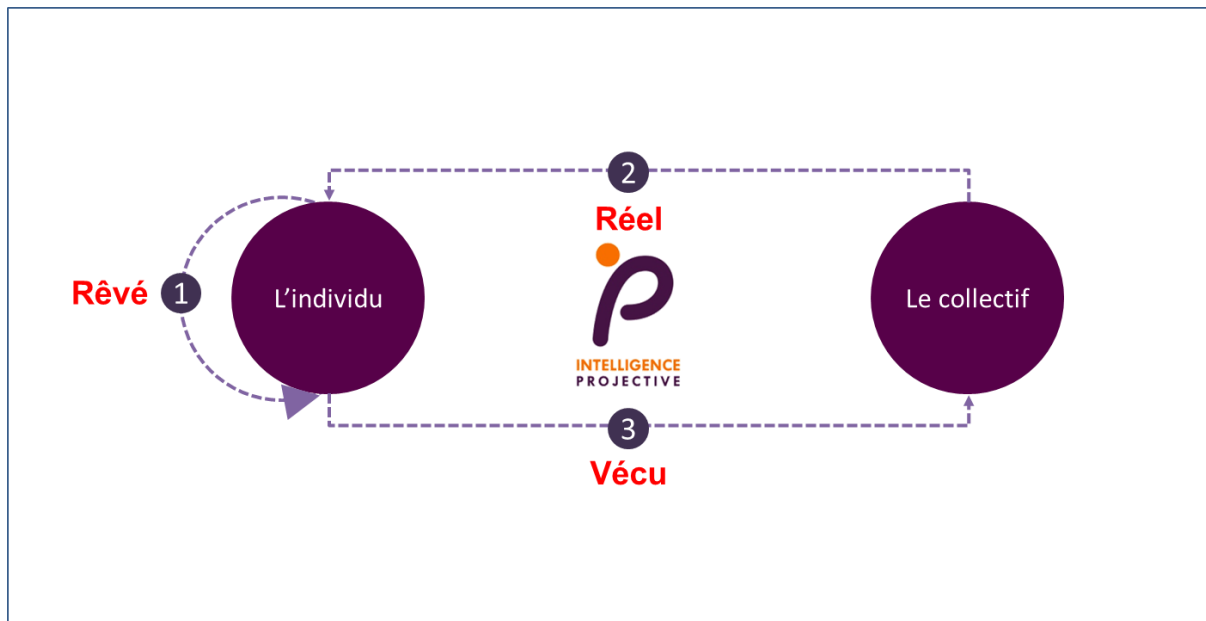 2
Réel
Rêvé
1
L'individu
Le collectif
INTELLIGENCE
PROJECTIVE
3
Vécu